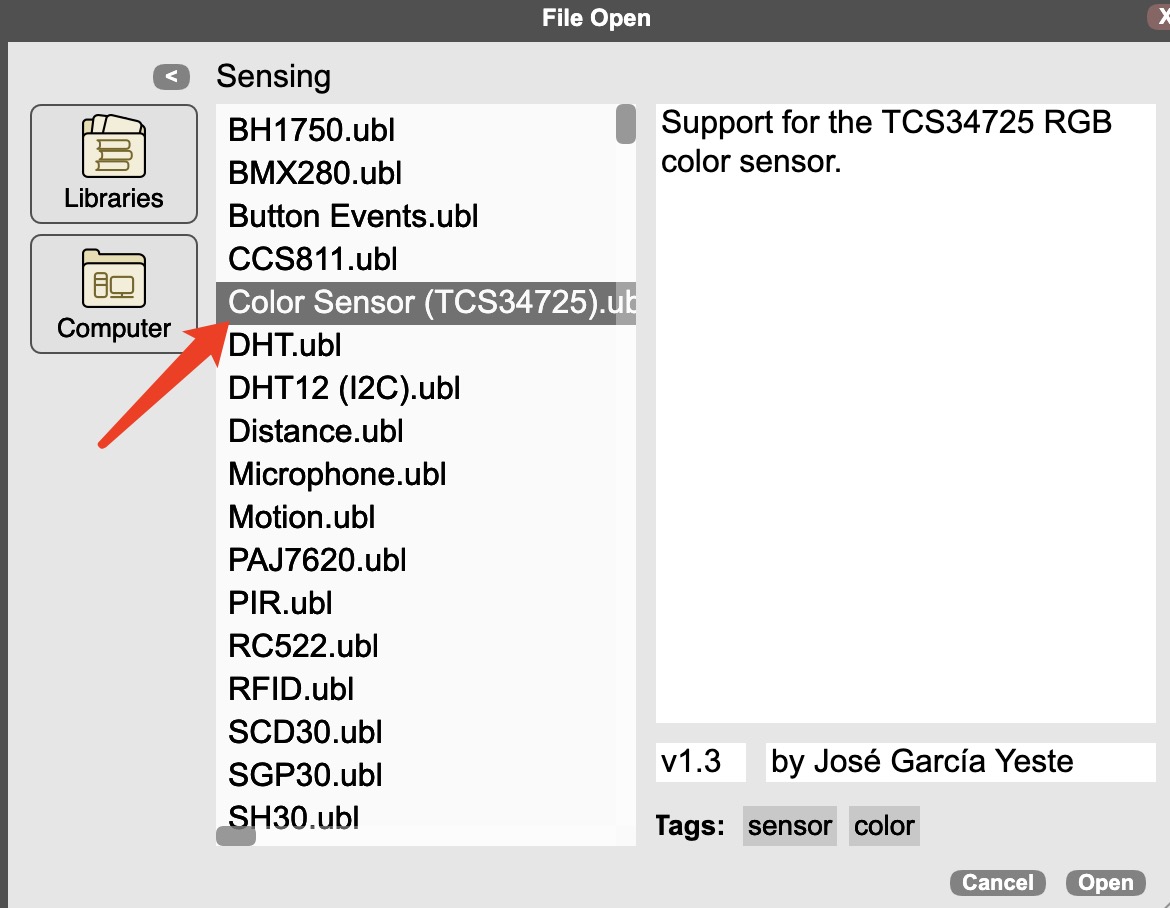 File Open
X
<
Sensing
Libraries
Computer
BH1750.ubl
BMX280.ubl
Button Events.ubl
CCS811.ubl
Color Sensor (TCS34725).ub
DHT.ubl
DHT12 (I2C).ubl
Distance.ubl
Microphone.ubl
Motion.ubl
PAJ7620.ubl
PIR.ubl
RC522.ubl
RFID.ubl
SCD30.ubl
SGP30.ubl
SH30.ubl
Support for the TCS34725 RGB
color sensor.
v1.3
by José García Yeste
Tags: sensor color
Cancel Open